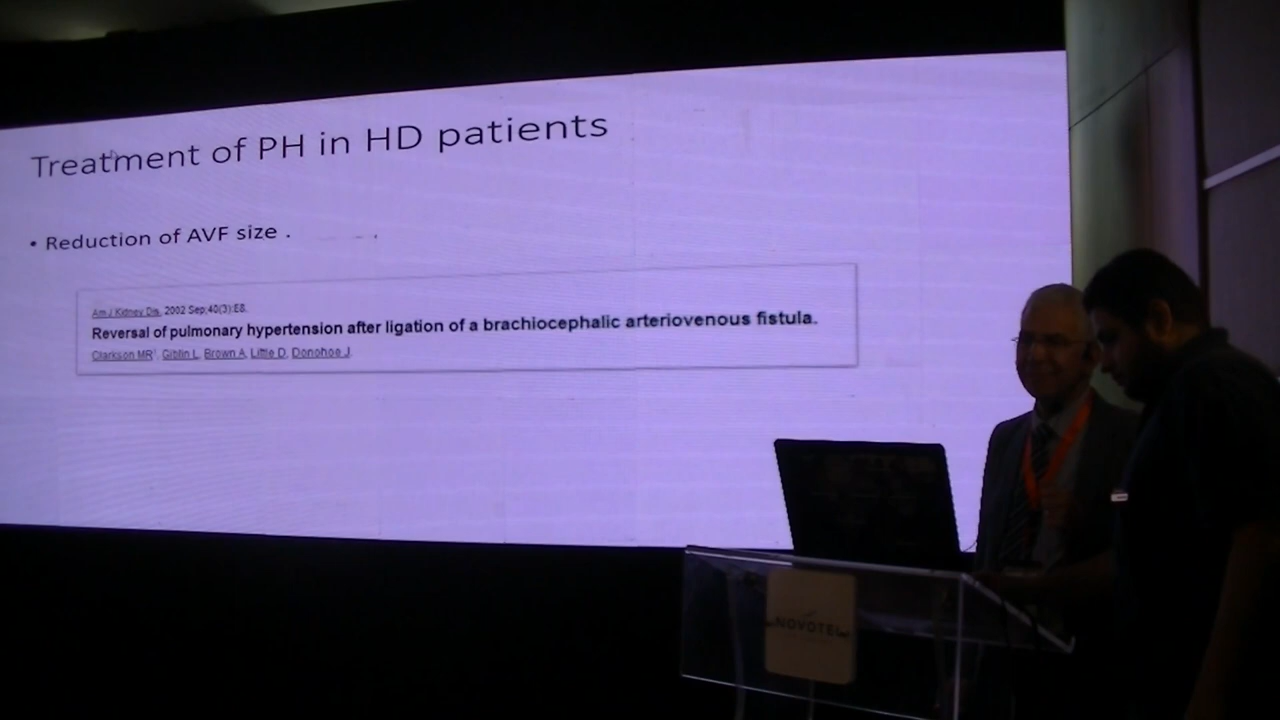 Treatment of PH in HD patients
• Reduction of AVF size .
Am J Kidney Dis. 2002 Sep;40(3):E8.
Reversal of pulmonary hypertension after ligation of a brachiocephalic arteriovenous fistula.
Clarkson MR1, Giblin L, Brown A, Little D, Donohoe J.
NOVOTEL